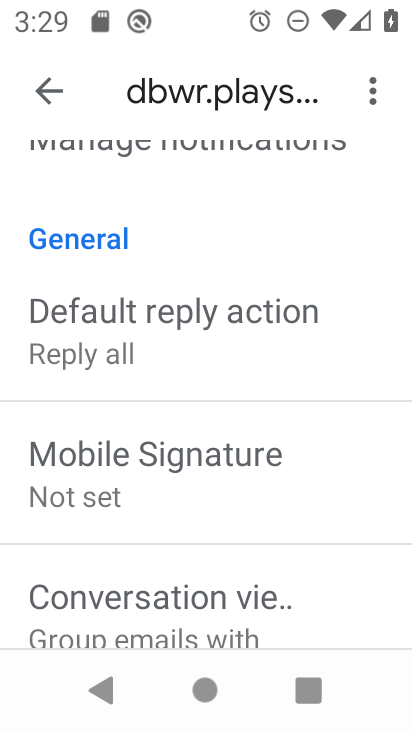 3:29
dbwr.plays...
Manage notifications
General
Default reply action
Reply all
Mobile Signature
Not set
Conversation vie..
Group emails with